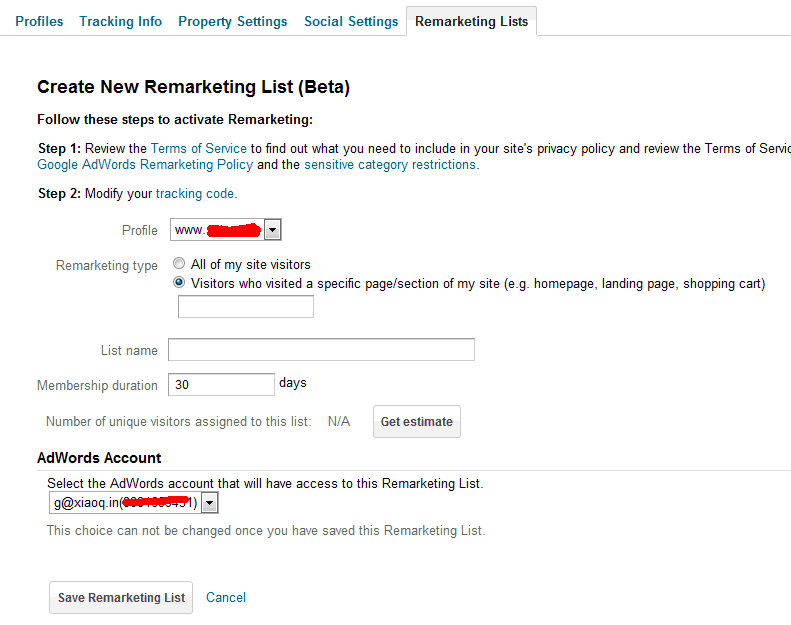 Profiles Tracking Info Property Settings Social Settings Remarketing Lists
Create New Remarketing List (Beta)
Follow these steps to activate Remarketing:
Step 1: Review the Terms of Service to find out what you need to include in your site's privacy policy and review the Terms of Servic
Google AdWords Remarketing Policy and the sensitive category restrictions.
Step 2: Modify your tracking code.
Profile www.
Remarketing type All of my site visitors
Visitors who visited a specific page/section of my site (e.g. homepage, landing page, shopping cart)
List name
Membership duration 30 days
Number of unique visitors assigned to this list: N/A Get estimate
AdWords Account
Select the AdWords account that will have access to this Remarketing List.
g@xiaoq.in(
This choice can not be changed once you have saved this Remarketing List.
Save Remarketing List Cancel